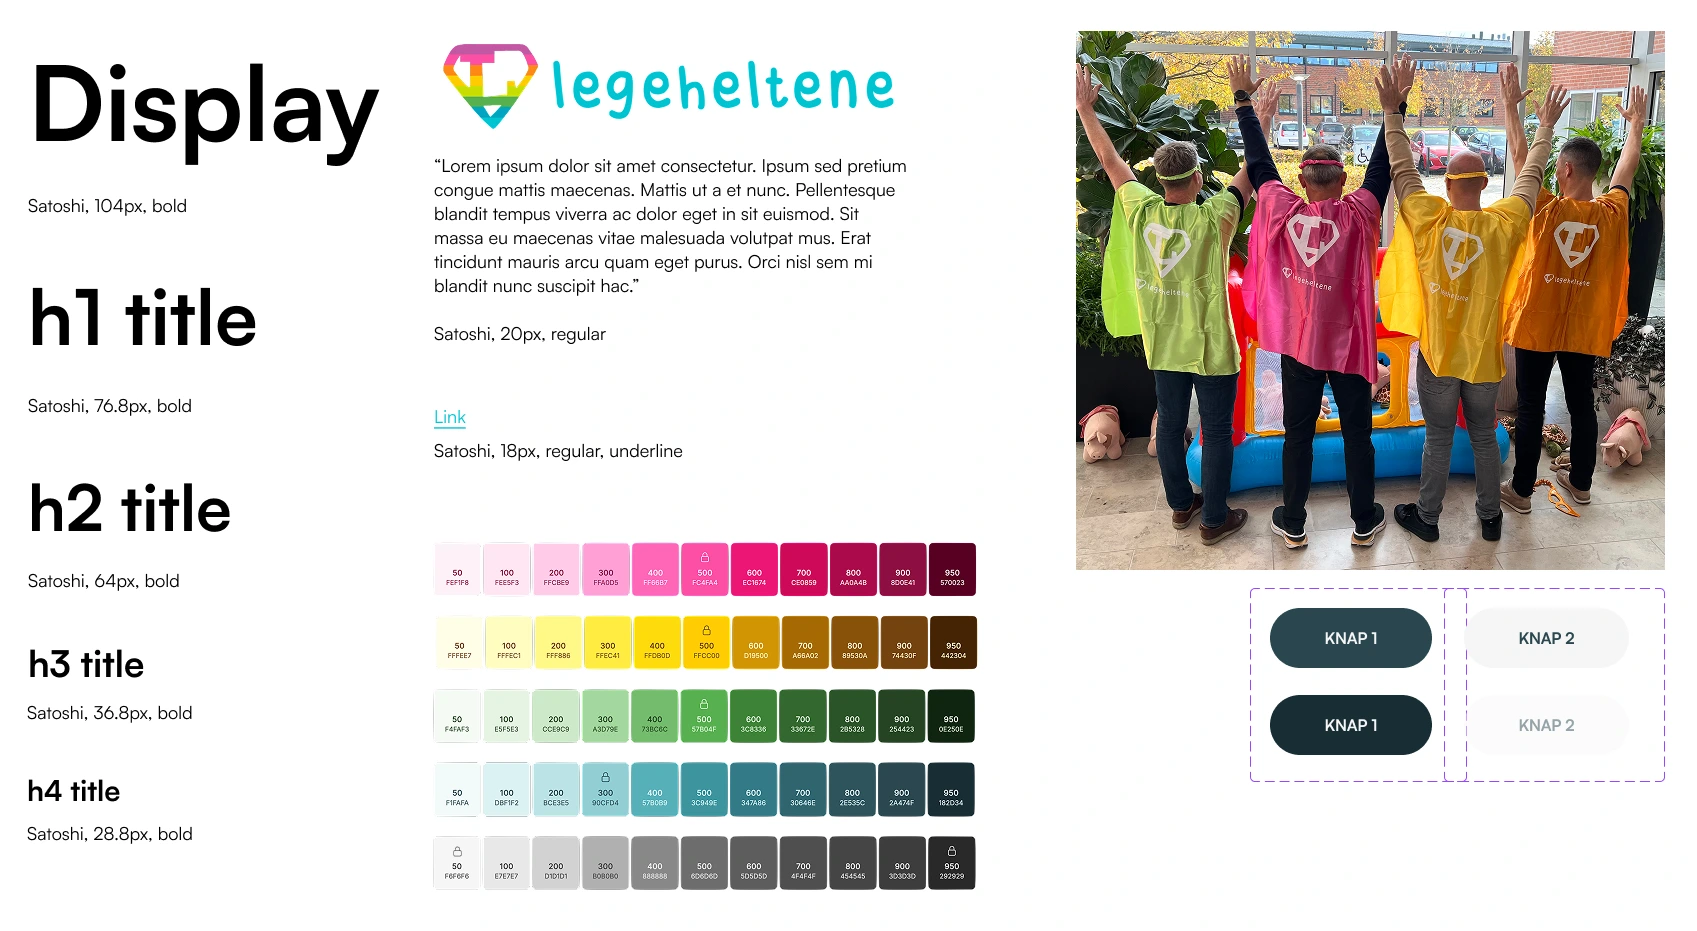 Display
Satoshi, 104px, bold
h1 title
Satoshi, 76.8px, bold
h2 title
Satoshi, 64px, bold
h3 title
Satoshi, 36.8px, bold
h4 title
Satoshi, 28.8px, bold
legeheltene
“Lorem ipsum dolor sit amet consectetur. Ipsum sed pretium
congue mattis maecenas. Mattis ut a et nunc. Pellentesque
blandit tempus viverra ac dolor eget in sit euismod. Sit
massa eu maecenas vitae malesuada volutpat mus. Erat
tincidunt mauris arcu quam eget purus. Orci nisl sem mi
blandit nunc suscipit hac.”
Satoshi, 20px, regular
Link
Satoshi, 18px, regular, underline
50 100 200 300 400 500 600 700 800 900 950
FEF1F8 FEE5F3 FFCBE9 FFA0D5 FF66B7 FC4FA4 EC1674 CE0859 AA0A4B 8D0E41 570023
50 100 200 300 400 500 600 700 800 900 950
FFFEE7 FFFEC1 FFF886 FFEC41 FFD80D FFCC00 D19500 A66A02 89530A 74430F 442304
50 100 200 300 400 500 600 700 800 900 950
F4FAF3 E5F5E3 CCE9C9 A3D79E 73BC6C 57B04F 3C8336 33672E 2B5328 254423 0E250E
50 100 200 300 400 500 600 700 800 900 950
F1FAFA DBF1F2 BCE3E5 90CFD4 57B0B9 3C949E 347A86 30646E 2E535C 2A474F 182D34
50 100 200 300 400 500 600 700 800 900 950
F6F6F6 E7E7E7 D1D1D1 B0B0B0 888888 6D6D6D 5D5D5D 4F4F4F 454545 3D3D3D 292929
legeheltene
legeheltene
legeheltene
legeheltene
KNAP 1
KNAP 2
KNAP 1
KNAP 2